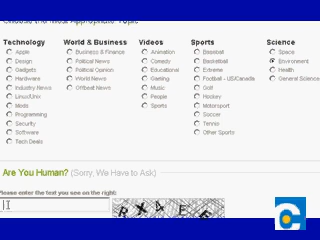 Choose the Most Appropriate Topic
Technology
Apple
Design
Gadgets
Hardware
Industry News
Linux/Unix
Mods
Programming
Security
Software
Tech Deals
World & Business
Business & Finance
Political News
Political Opinion
World News
Offbeat News
Videos
Animation
Comedy
Educational
Gaming
Music
People
Sports
Sports
Baseball
Basketball
Extreme
Football - US/Canada
Golf
Hockey
Motorsport
Soccer
Tennis
Other Sports
Science
Space
Environment
Health
General Science
Are You Human? (Sorry, We Have to Ask)
Please enter the text you see on the right:
RX4EE